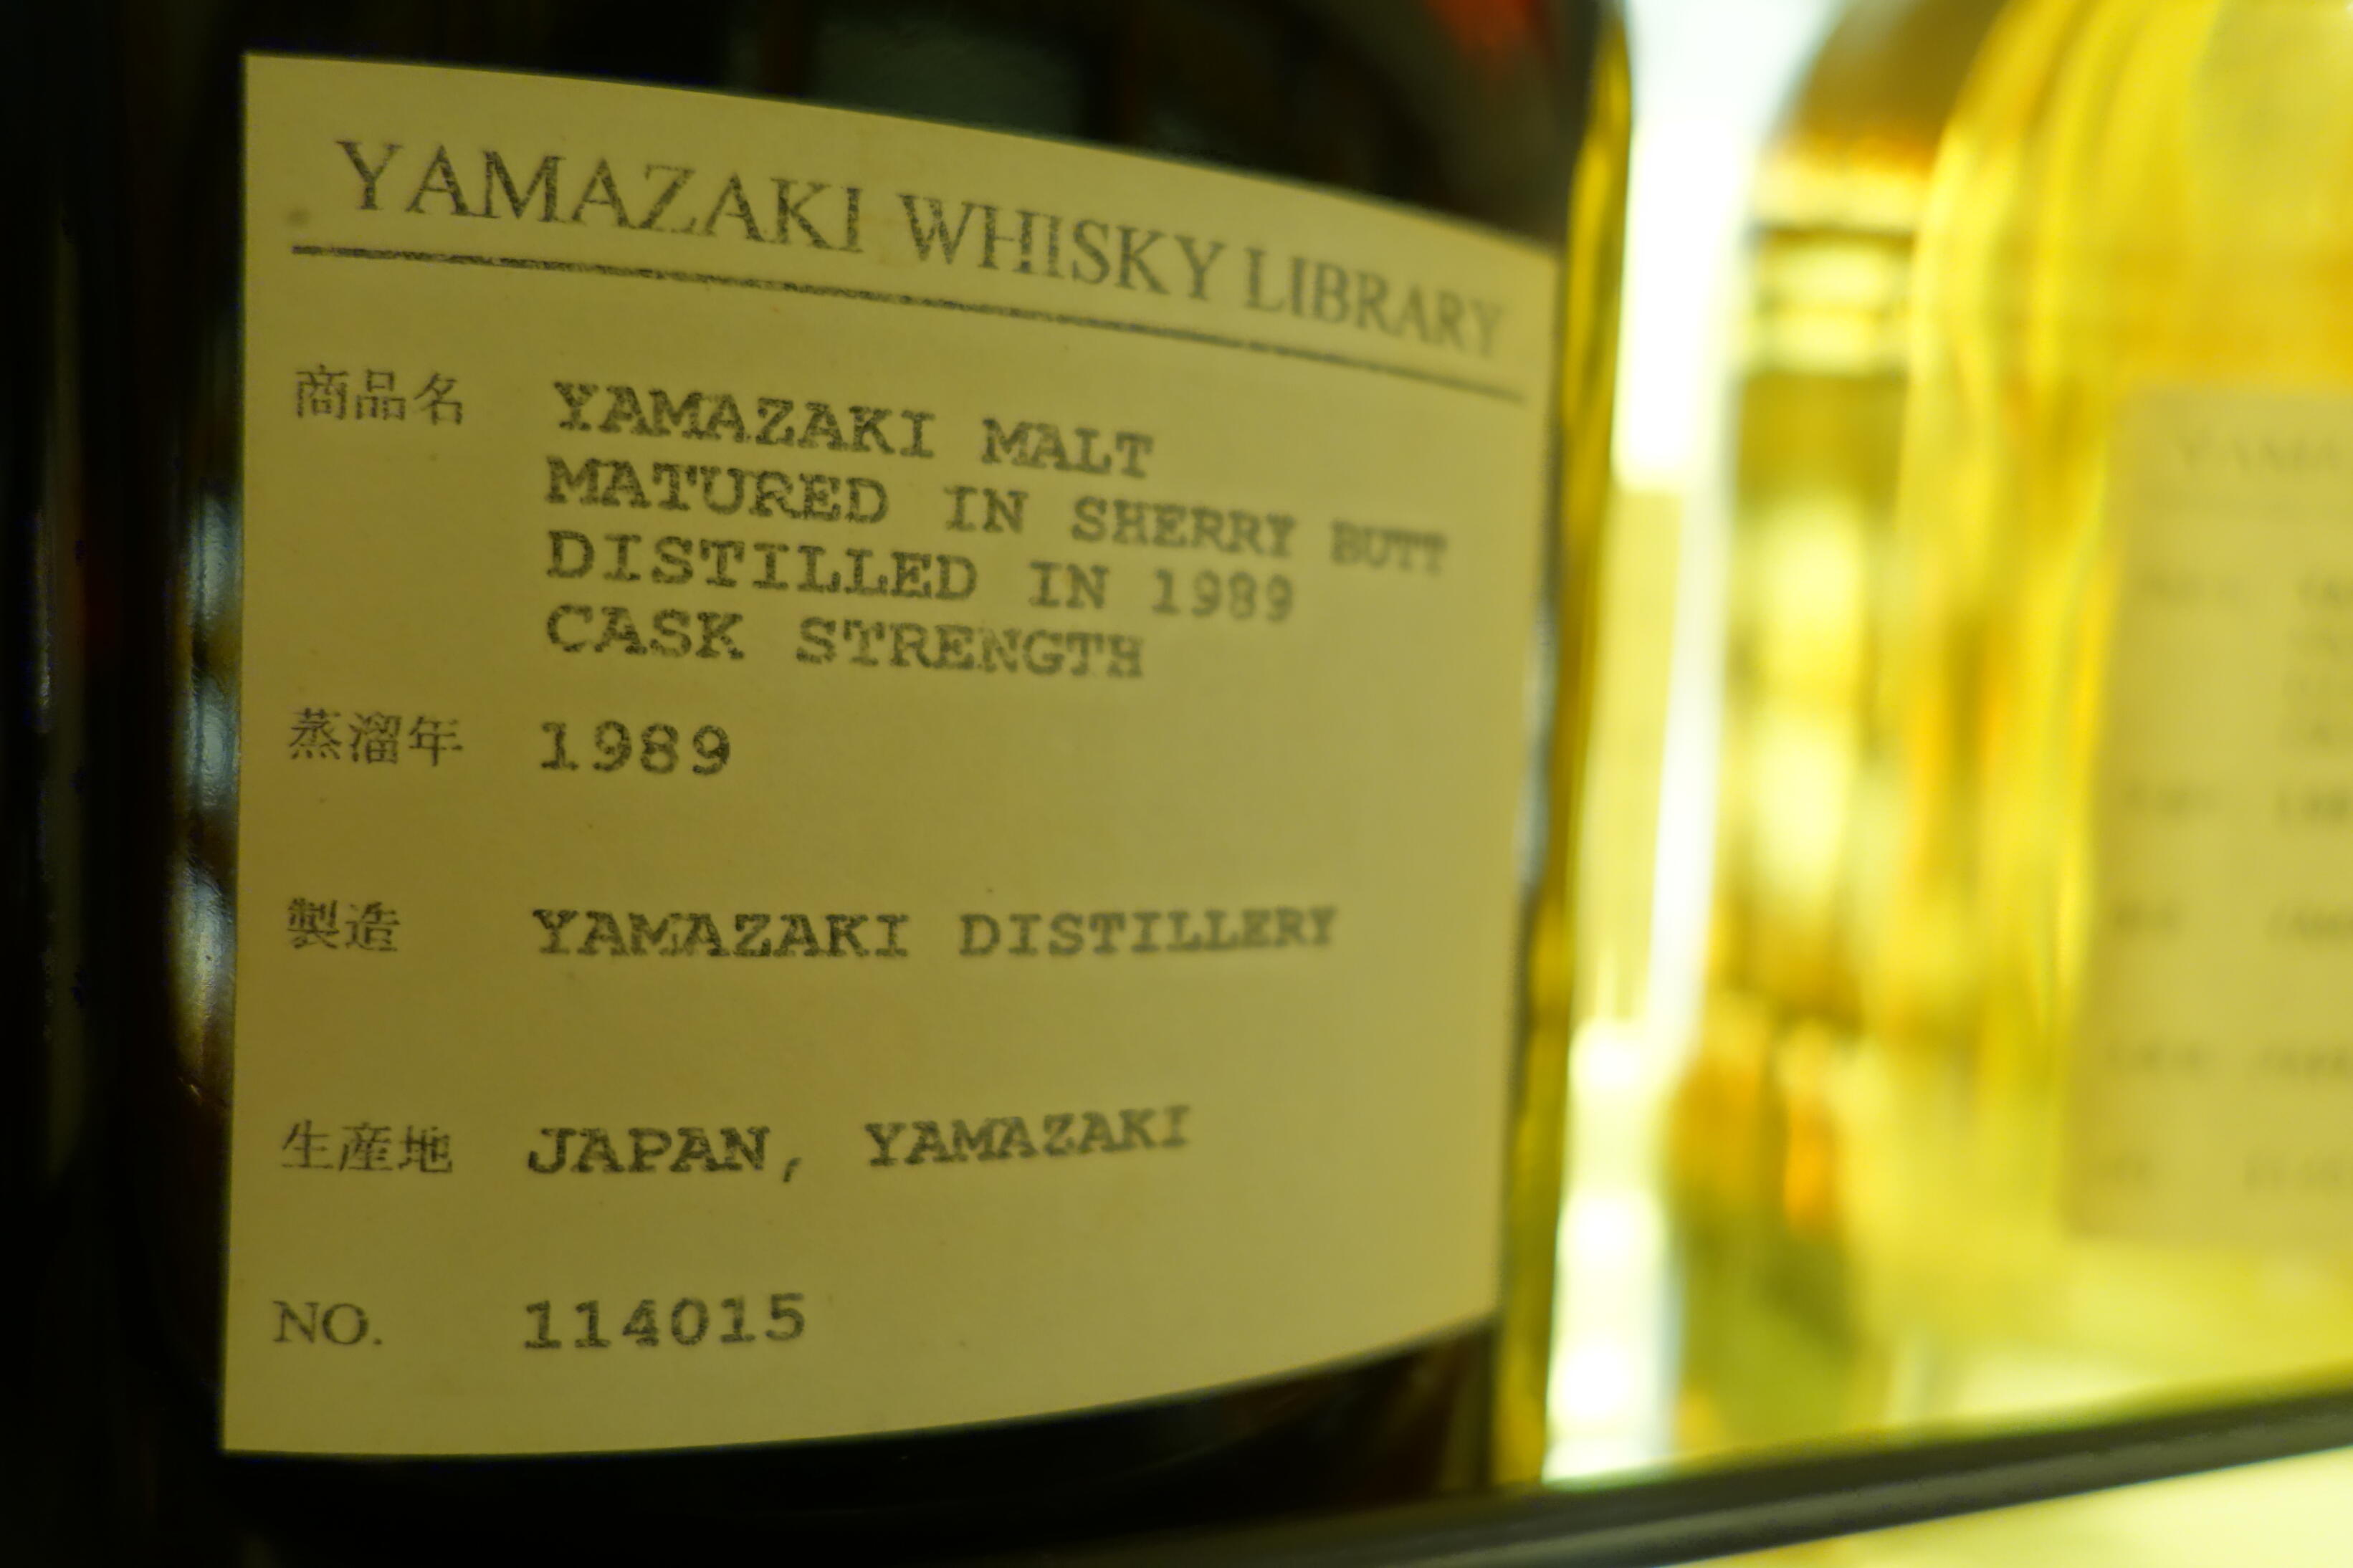 YAMAZAKI WHISKY LIBRARY
商品名 YAMAZAKI MALT
MATURED IN SHERRY BUTT
DISTILLED IN 1989
CASK STRENGTH
蒸溜年 1989
製造 YAMAZAKI DISTILLERY
生産地 JAPAN, YAMAZAKI
NO. 114015